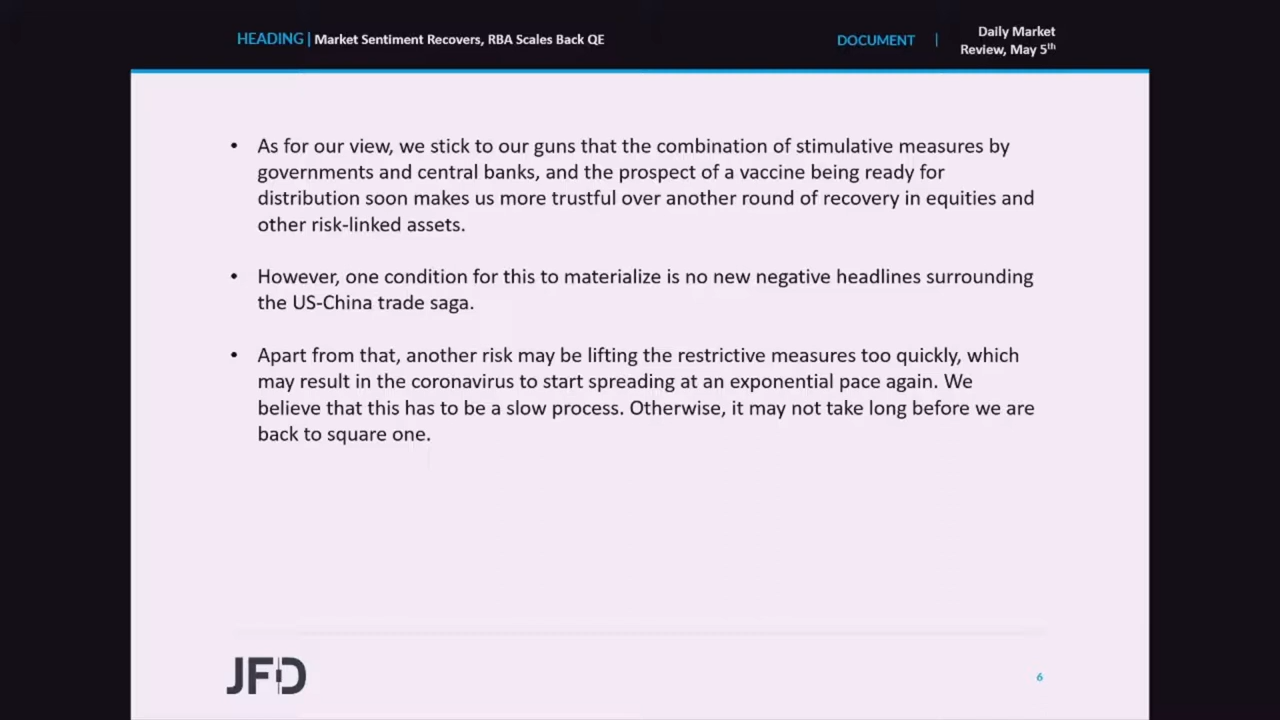 HEADING | Market Sentiment Recovers, RBA Scales Back QE
DOCUMENT | Daily Market
Review, May 5th
• As for our view, we stick to our guns that the combination of stimulative measures by
governments and central banks, and the prospect of a vaccine being ready for
distribution soon makes us more trustful over another round of recovery in equities and
other risk-linked assets.
• However, one condition for this to materialize is no new negative headlines surrounding
the US-China trade saga.
• Apart from that, another risk may be lifting the restrictive measures too quickly, which
may result in the coronavirus to start spreading at an exponential pace again. We
believe that this has to be a slow process. Otherwise, it may not take long before we are
back to square one.
JFD
6